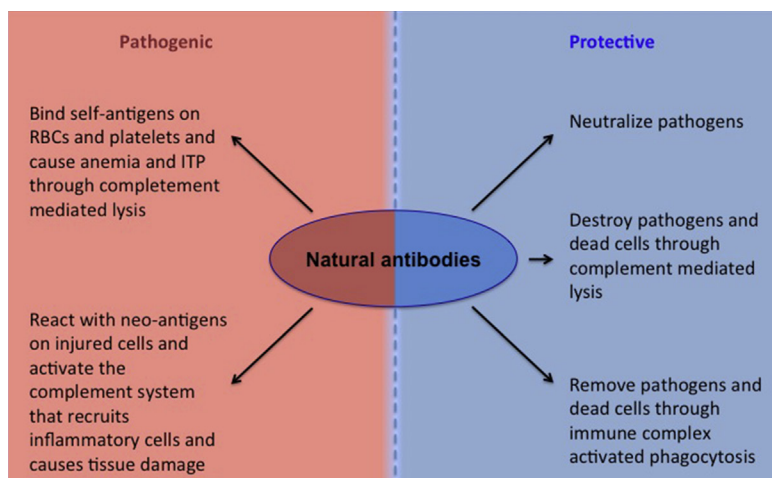 Pathogenic
Bind self-antigens on
RBCs and platelets and
cause anemia and ITP
through completement
mediated lysis
React with neo-antigens
on injured cells and
activate the
complement system
that recruits
inflammatory cells and
causes tissue damage
Natural antibodies
Protective
Neutralize pathogens
Destroy pathogens and
dead cells through
complement mediated
lysis
Remove pathogens and
dead cells through
immune complex
activated phagocytosis